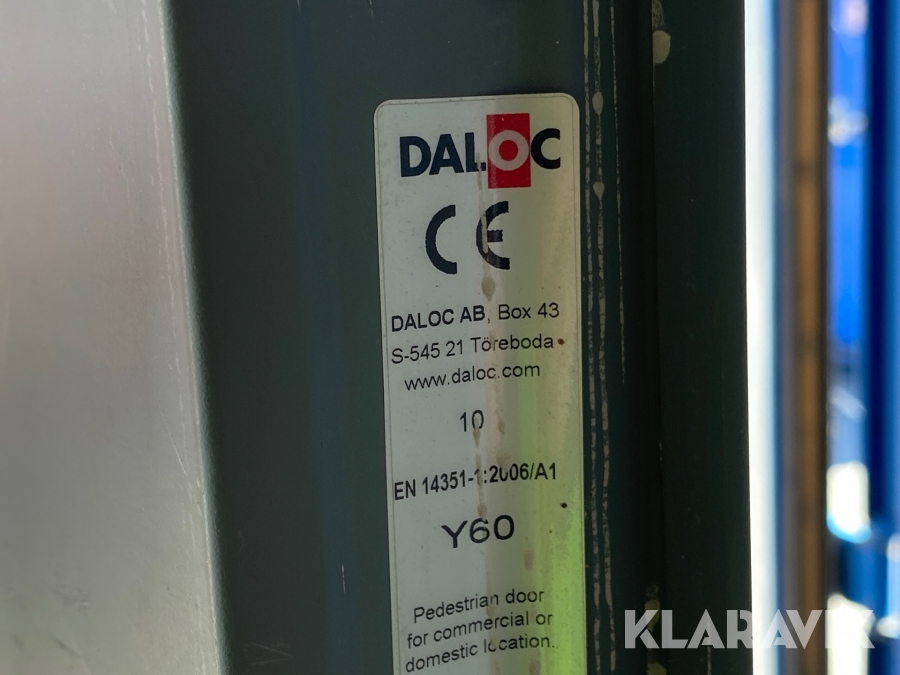 DALOC
CE
DALOC AB, Box 43
S-545 21 Töreboda
www.daloc.com
10
EN 14351-1:2006/A1
Y60
Pedestrian door
for commercial or
domestic location.
KLARAVIK